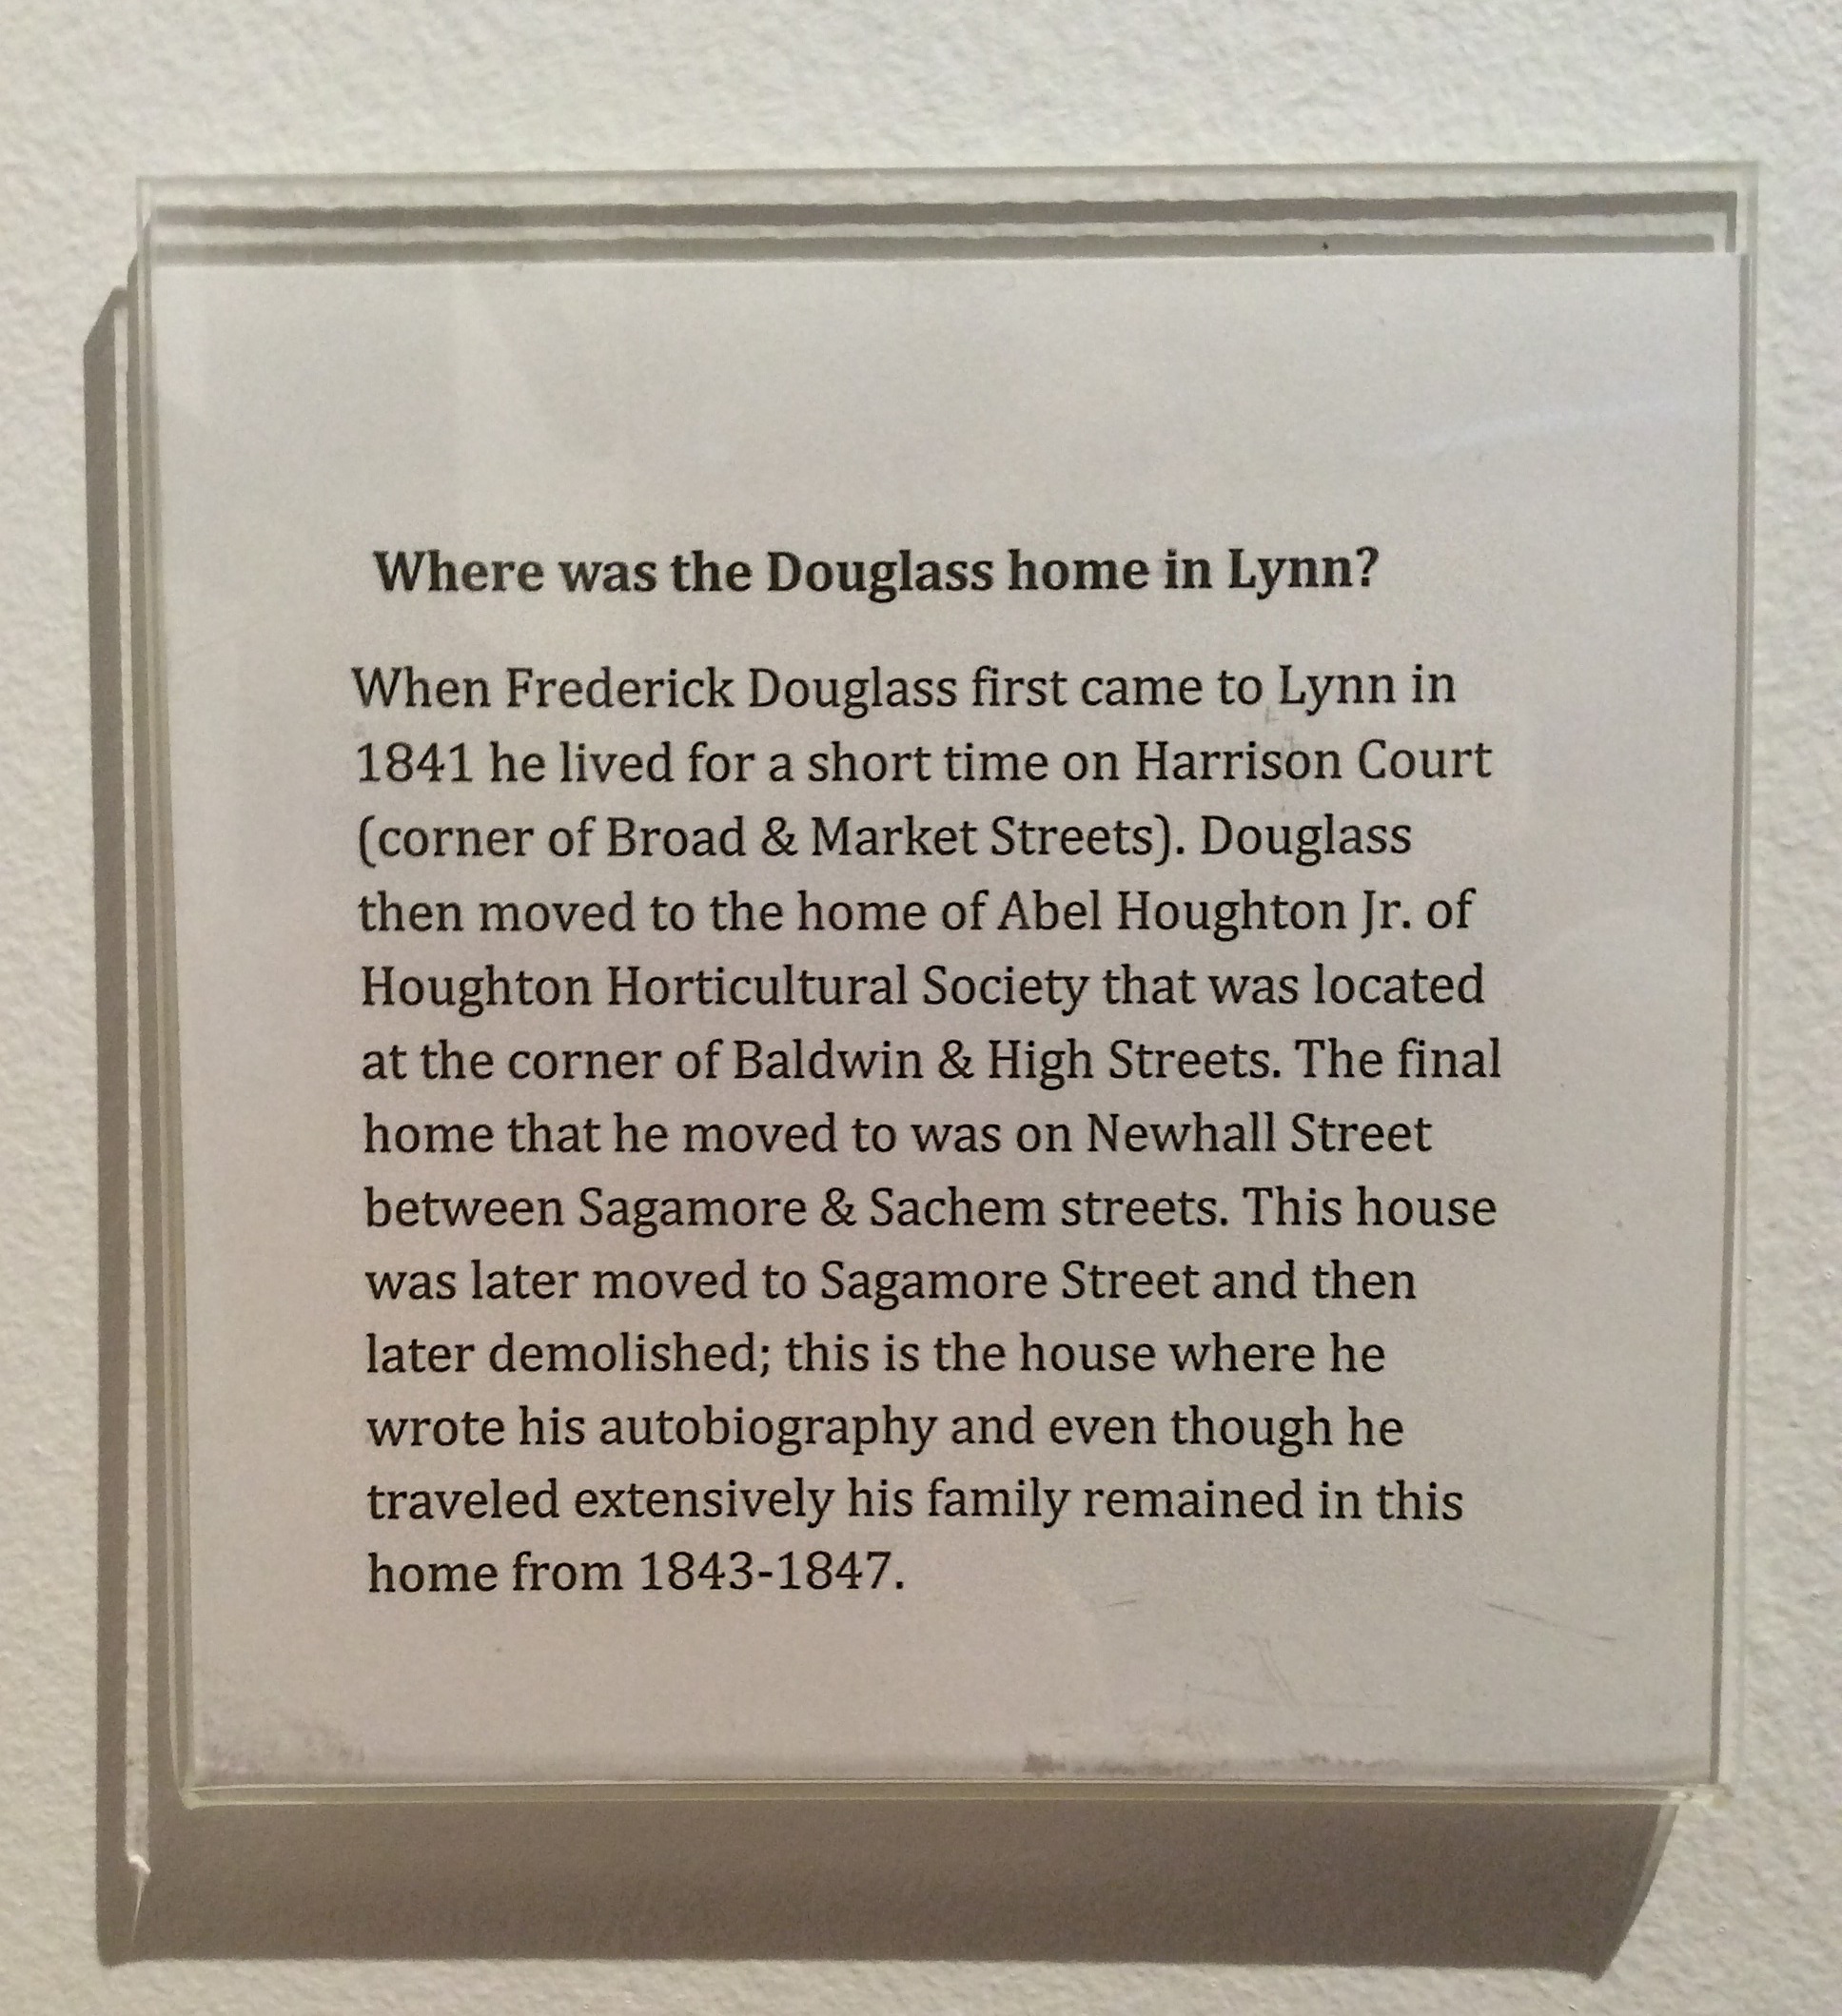 Where was the Douglass home in Lynn?
When Frederick Douglass first came to Lynn in
1841 he lived for a short time on Harrison Court
(corner of Broad & Market Streets). Douglass
then moved to the home of Abel Houghton Jr. of
Houghton Horticultural Society that was located
at the corner of Baldwin & High Streets. The final
home that he moved to was on Newhall Street
between Sagamore & Sachem streets. This house
was later moved to Sagamore Street and then
later demolished; this is the house where he
wrote his autobiography and even though he
traveled extensively his family remained in this
home from 1843-1847.